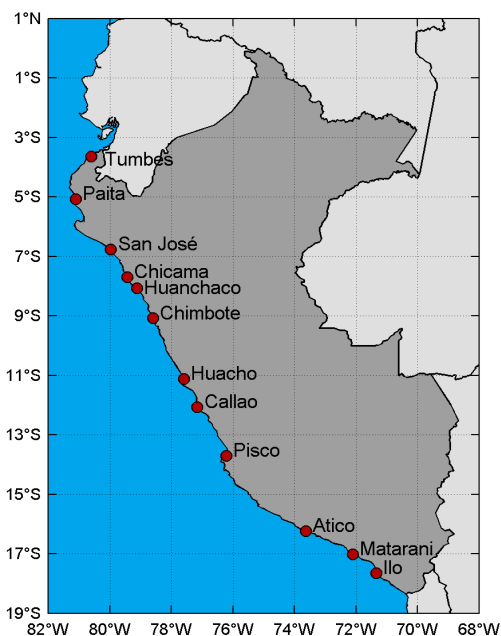 1°N
1°S
3°S
Tumbes
5°S
Paita
San José
7°S
Chicama
Huanchaco
9°S
Chimbote
11°S
Huacho
Callao
13°S
Pisco
15°S
Atico
17°S
Matarani
Ilo
19°S
82°W 80°W 78°W 76°W 74°W 72°W 70°W 68°W